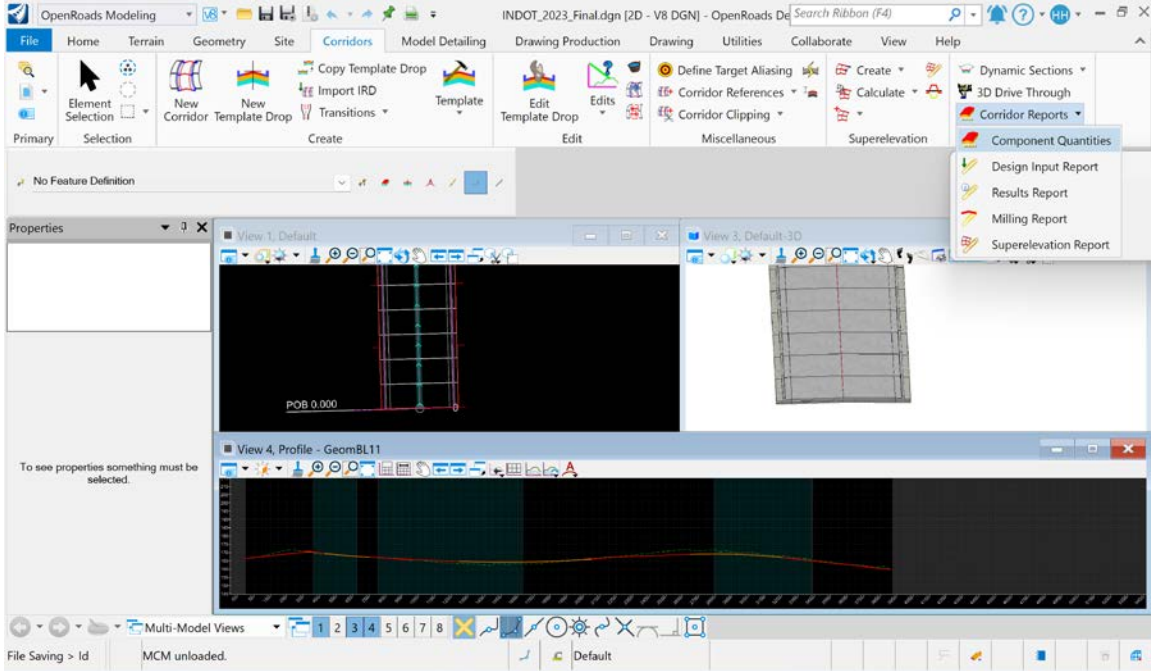 OpenRoads Modeling
INDOT_2023_Final.dgn [2D - V8 DGN] - OpenRoads De
Search Ribbon (F4)
HH
File Home Terrain Geometry Site Corridors Model Detailing Drawing Production Drawing Utilities Collaborate View Help
Copy Template Drop
Define Target Aliasing
Create
Dynamic Sections
Import IRD
Corridor References
Calculate
3D Drive Through
Element Selection
New Corridor
New Template Drop
Transitions
Template
Edit Template Drop
Edits
Corridor Clipping
Corridor Reports
Primary Selection Create Edit Miscellaneous Superelevation
Component Quantities
Design Input Report
Results Report
Milling Report
Superelevation Report
No Feature Definition
Properties
View 1, Default
View 3, Default-3D
POB 0.000
View 4, Profile - GeomBL11
To see properties something must be
selected.
Multi-Model Views
1 2 3 4 5 6 7 8
File Saving > Id
MCM unloaded.
Default